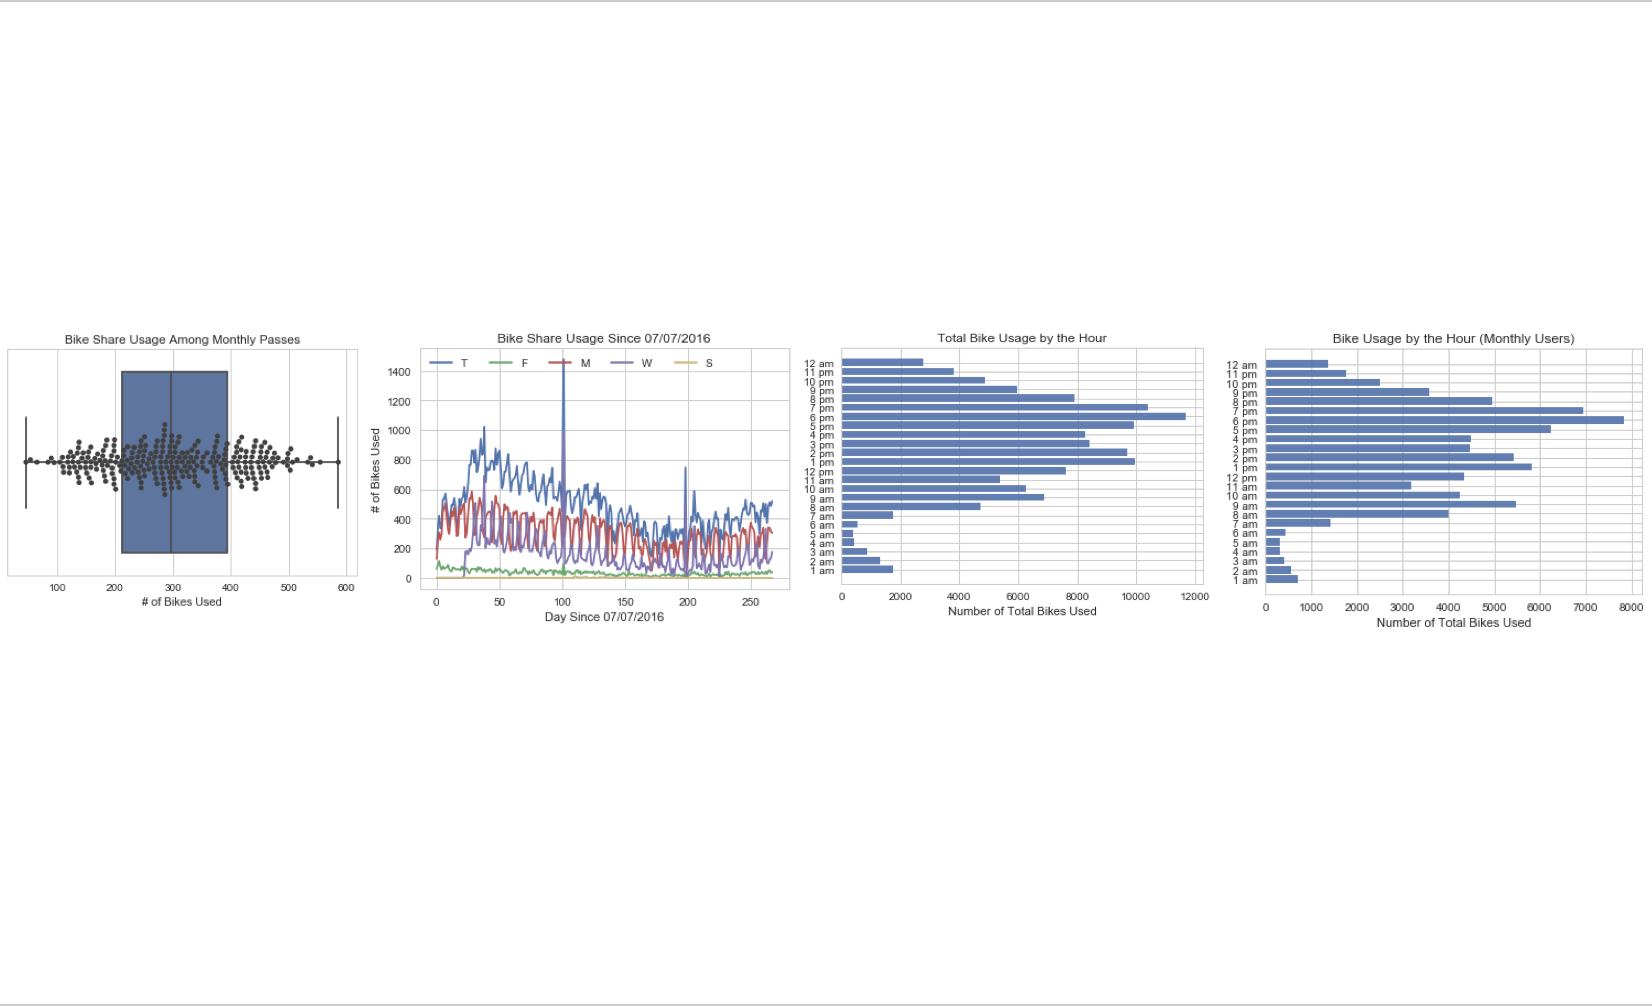 Bike Share Usage Among Monthly Passes
100 200 300 400 500 600
# of Bikes Used
Bike Share Usage Since 07/07/2016
T F M W S
1400
1200
1000
800
600
400
200
0
# of Bikes Used
0 50 100 150 200 250
Day Since 07/07/2016
Total Bike Usage by the Hour
12 am
11 pm
10 pm
9 pm
8 pm
7 pm
6 pm
5 pm
4 pm
3 pm
2 pm
1 pm
12 pm
11 am
10 am
9 am
8 am
7 am
6 am
5 am
4 am
3 am
2 am
1 am
0 2000 4000 6000 8000 10000 12000
Number of Total Bikes Used
Bike Usage by the Hour (Monthly Users)
12 am
11 pm
10 pm
9 pm
8 pm
7 pm
6 pm
5 pm
4 pm
3 pm
2 pm
1 pm
12 pm
11 am
10 am
9 am
8 am
7 am
6 am
5 am
4 am
3 am
2 am
1 am
0 1000 2000 3000 4000 5000 6000 7000 8000
Number of Total Bikes Used